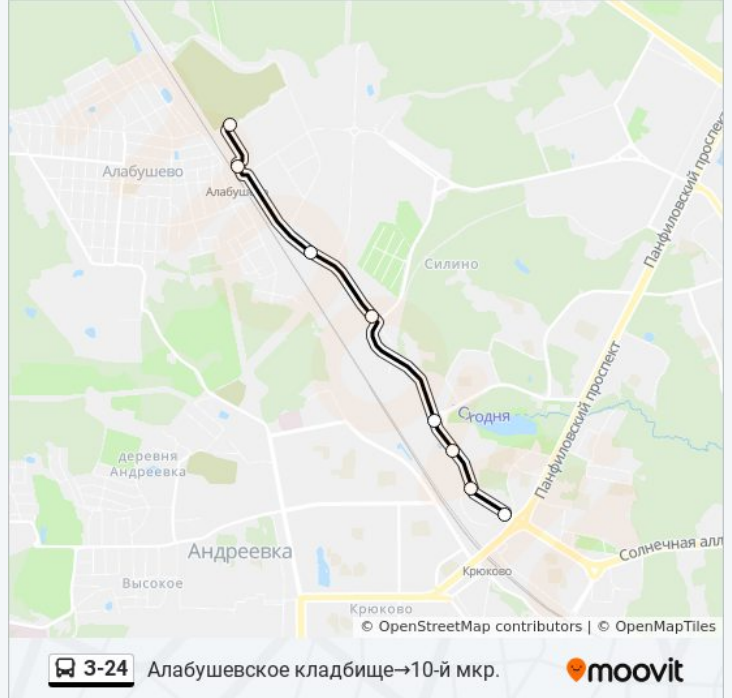 Алабушево
Панфиловский проспект
Силино
Сходня
деревня
Андреевка
Панфиловский проспект
Андреевка
Солнечная алл
Высокое
Крюково
Крюково
© OpenStreetMap contributors | © OpenMapTiles
3-24 Алабушевское кладбище→10-й мкр.
moovit